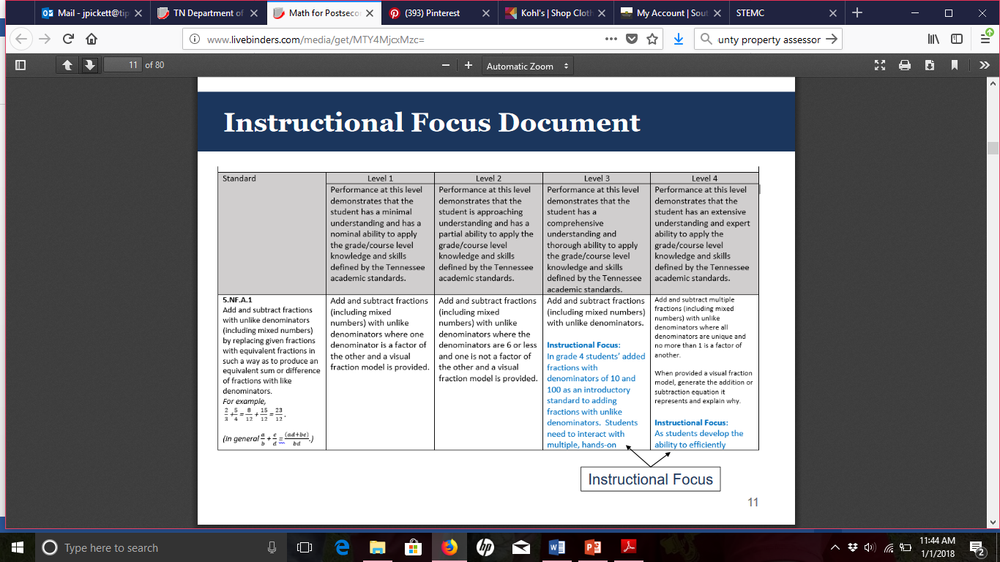 Mail - jpickett@tip
TN Department of
Math for Postsecon
(393) Pinterest
Kohl's | Shop Cloth
My Account | Sout
STEMC
www.livebinders.com/media/get/MTY4MjcxMzc=
unty property assessor
11 of 80
Automatic Zoom
Instructional Focus Document
Standard
Level 1
Level 2
Level 3
Level 4
Performance at this level
demonstrates that the
student has a minimal
understanding and has a
nominal ability to apply
the grade/course level
knowledge and skills
defined by the Tennessee
academic standards.
Performance at this level
demonstrates that the
student is approaching
understanding and has a
partial ability to apply the
grade/course level
knowledge and skills
defined by the Tennessee
academic standards.
Performance at this level
demonstrates that the
student has a
comprehensive
understanding and
thorough ability to apply
the grade/course level
knowledge and skills
defined by the Tennessee
academic standards.
Performance at this level
demonstrates that the
student has an extensive
understanding and expert
ability to apply the
grade/course level
knowledge and skills
defined by the Tennessee
academic standards.
5.NF.A.1
Add and subtract fractions
with unlike denominators
(including mixed numbers)
by replacing given fractions
with equivalent fractions in
such a way as to produce an
equivalent sum or difference
of fractions with like
denominators.
For example,
2/3 + 5/4 = 8/12 + 15/12 = 23/12.
(In general a/b + c/d = (ad+bc)/bd.)
Add and subtract fractions
(including mixed
numbers) with unlike
denominators where one
denominator is a factor of
the other and a visual
fraction model is provided.
Add and subtract fractions
(including mixed
numbers) with unlike
denominators where the
denominators are 6 or less
and one is not a factor of
the other and a visual
fraction model is provided.
Add and subtract fractions
(including mixed numbers)
with unlike denominators.
Instructional Focus:
In grade 4 students' added
fractions with
denominators of 10 and
100 as an introductory
standard to adding
fractions with unlike
denominators. Students
need to interact with
multiple, hands-on
Add and subtract multiple
fractions (including mixed
numbers) with unlike
denominators where all
denominators are unique and
no more than 1 is a factor of
another.
When provided a visual fraction
model, generate the addition or
subtraction equation it
represents and explain why.
Instructional Focus:
As students develop the
ability to efficiently
Instructional Focus
11
Type here to search
11:44 AM
1/1/2018
2